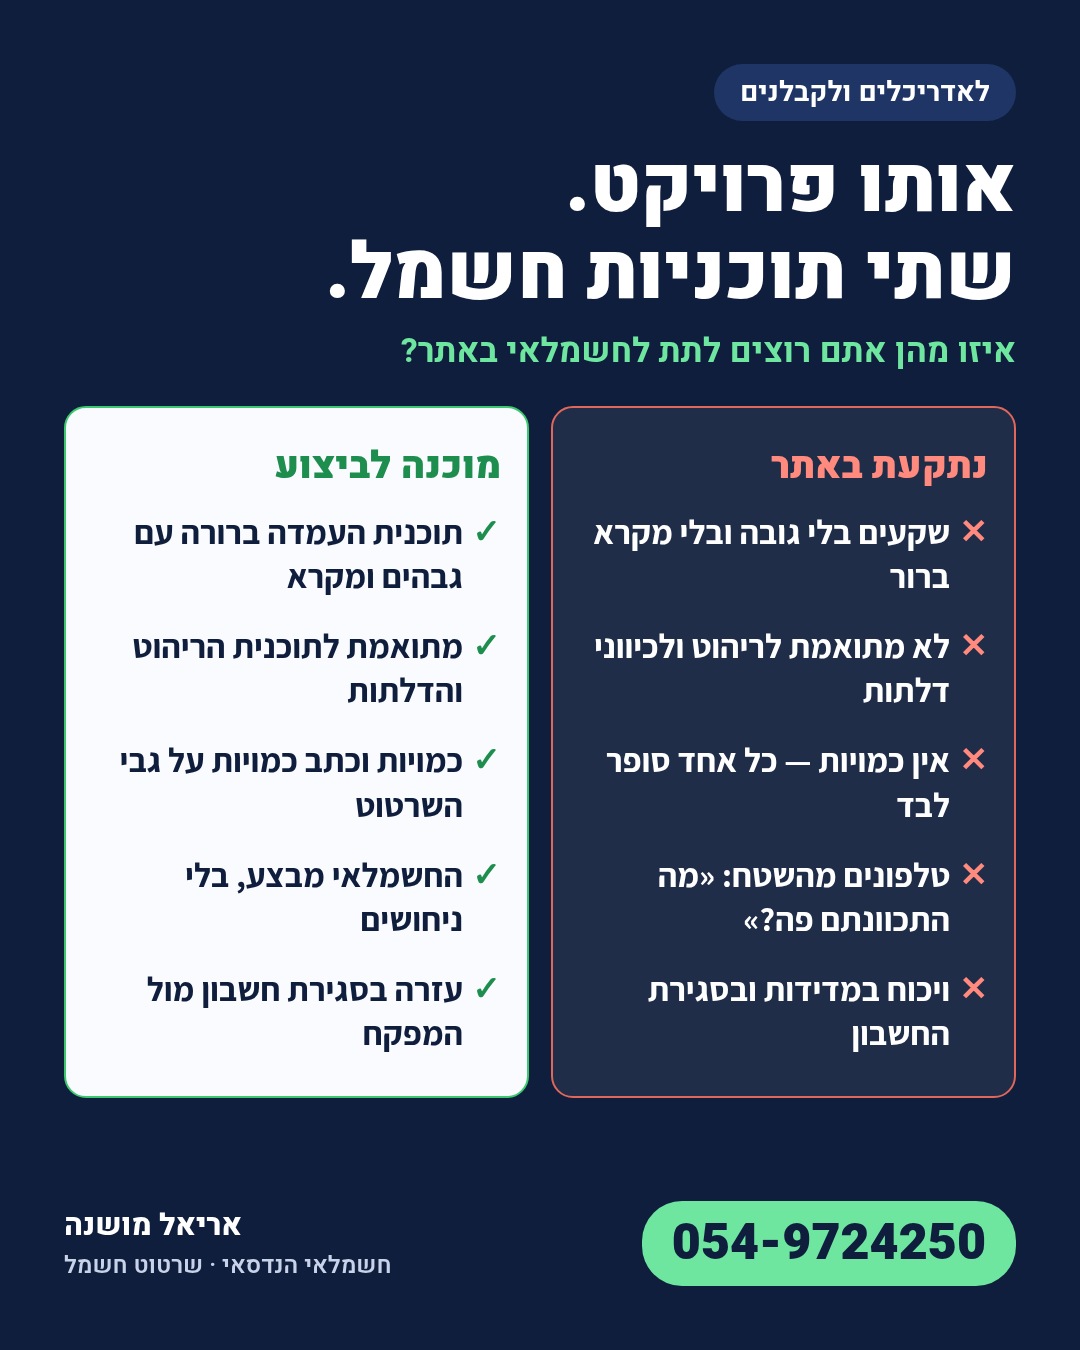 לאדריכלים ולקבלנים
אותו פרויקט.
שתי תוכניות חשמל.
איזו מהן אתם רוצים לתת לחשמלאי באתר?
נתקעת באתר
✕ שקעים בלי גובה ובלי מקרא
ברור
✕ לא מתואמת לריהוט ולכיווני
דלתות
✕ אין כמויות — כל אחד סופר
לבד
✕ טלפונים מהשטח: «מה
התכוונתם פה?»
✕ ויכוח במדידות ובסגירת
החשבון
מוכנה לביצוע
✓ תוכנית העמדה ברורה עם
גבהים ומקרא
✓ מתואמת לתוכנית הריהוט
והדלתות
✓ כמויות וכתב כמויות על גבי
השרטוט
✓ החשמלאי מבצע, בלי
ניחושים
✓ עזרה בסגירת חשבון מול
המפקח
054-9724250
אריאל מושנה
חשמלאי הנדסאי · שרטוט חשמל